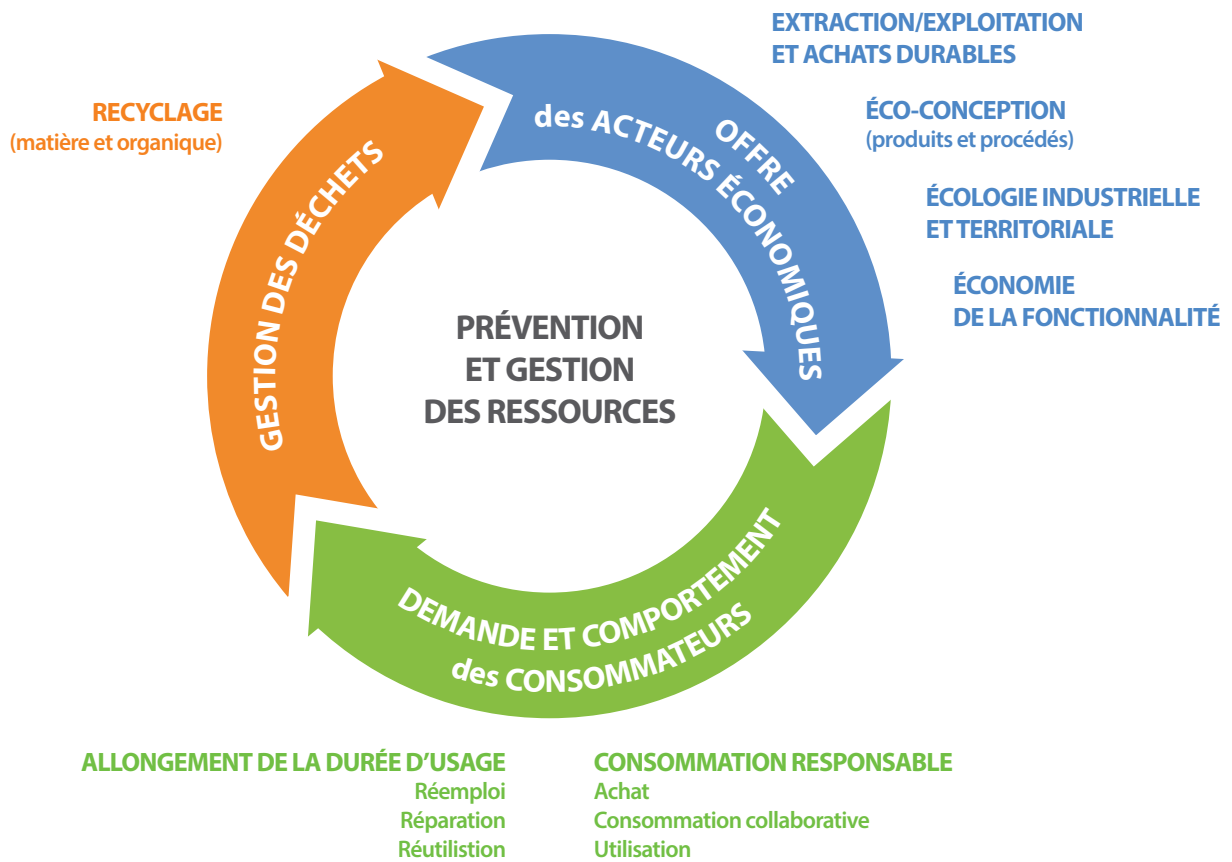 EXTRACTION/EXPLOITATION
ET ACHATS DURABLES
RECYCLAGE
(matière et organique)
ÉCO-CONCEPTION
(produits et procédés)
ÉCOLOGIE INDUSTRIELLE
ET TERRITORIALE
ÉCONOMIE
DE LA FONCTIONNALITÉ
OFFRE
des ACTEURS ÉCONOMIQUES
GESTION DES DÉCHETS
PRÉVENTION
ET GESTION
DES RESSOURCES
DEMANDE ET COMPORTEMENT
des CONSOMMATEURS
ALLONGEMENT DE LA DURÉE D’USAGE
Réemploi
Réparation
Réutilistion
CONSOMMATION RESPONSABLE
Achat
Consommation collaborative
Utilisation